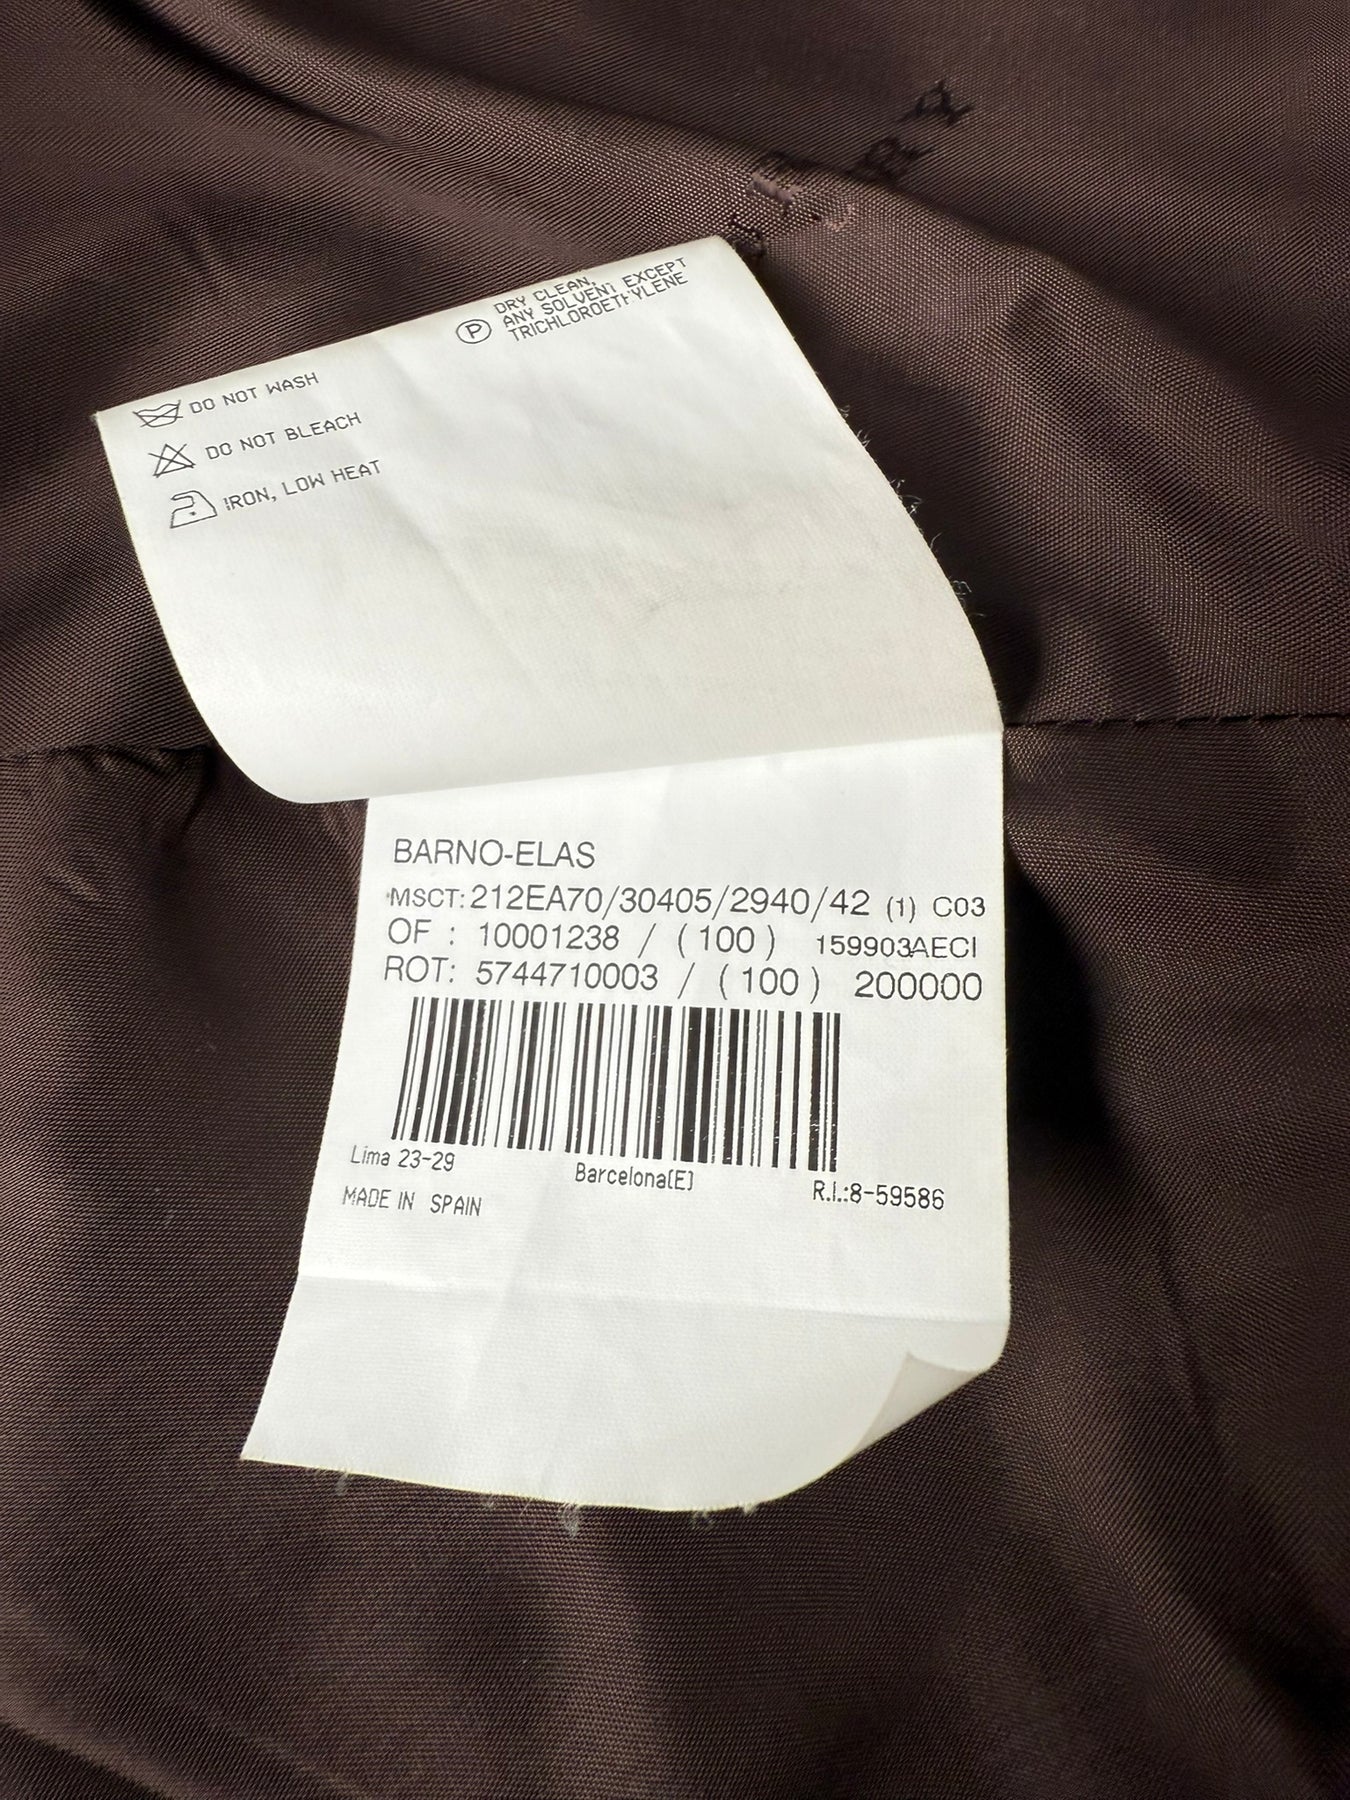 DRY CLEAN,
ANY SOLVENT EXCEPT
TRICHLOROETHYLENE
P
DO NOT WASH
DO NOT BLEACH
IRON, LOW HEAT
BARNO-ELAS
MSCT: 212EA70/30405/2940/42 (1) C03
OF : 10001238 / (100) 159903AECI
ROT: 5744710003 / (100) 200000
Lima 23-29 Barcelona(E) R.I.:8-59586
MADE IN SPAIN